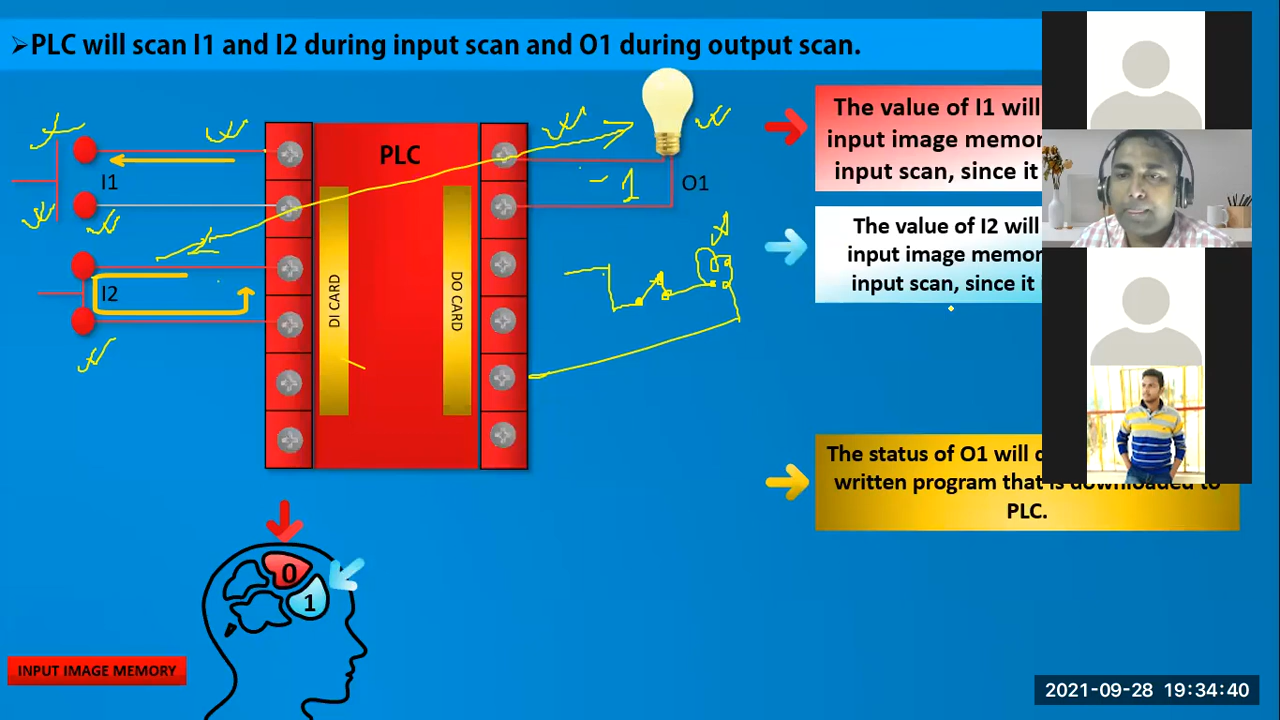 ➢PLC will scan I1 and I2 during input scan and O1 during output scan.
I1
I2
PLC
DI CARD
DO CARD
O1
1
The value of I1 will
input image memor
input scan, since it
The value of I2 will
input image memor
input scan, since it
The status of O1 will
written program that is downloaded to
PLC.
0
1
INPUT IMAGE MEMORY
2021-09-28 19:34:40